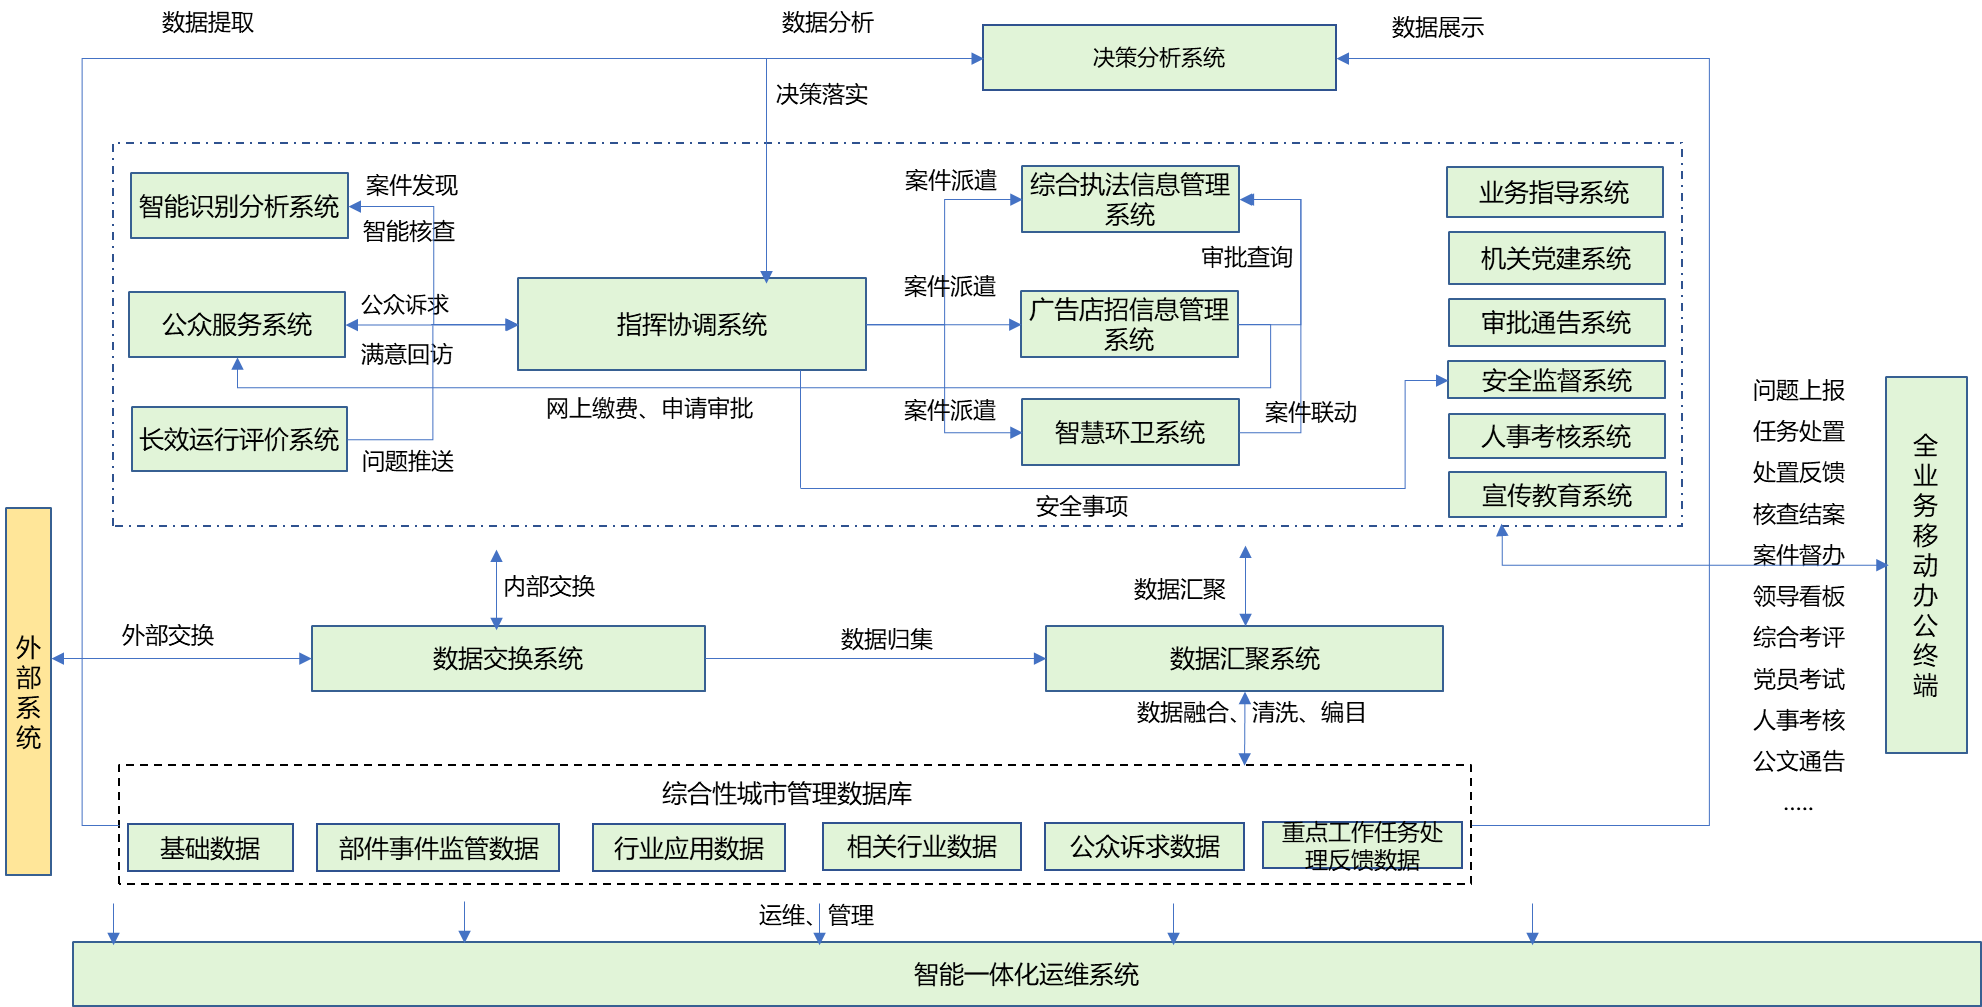 数据提取
数据分析
决策分析系统
数据展示
决策落实
智能识别分析系统
案件发现
智能核查
公众服务系统
公众诉求
满意回访
长效运行评价系统
问题推送
指挥协调系统
网上缴费、申请审批
案件派遣
综合执法信息管理
系统
案件派遣
审批查询
广告店招信息管理
系统
案件派遣
智慧环卫系统
案件联动
安全事项
业务指导系统
机关党建系统
审批通告系统
安全监督系统
人事考核系统
宣传教育系统
问题上报
任务处置
处置反馈
核查结案
案件督办
领导看板
综合考评
党员考试
人事考核
公文通告
.....
全业务移动办公终端
外部系统
外部交换
内部交换
数据交换系统
数据归集
数据汇聚
数据汇聚系统
数据融合、清洗、编目
综合性城市管理数据库
基础数据
部件事件监管数据
行业应用数据
相关行业数据
公众诉求数据
重点工作任务处
理反馈数据
运维、管理
智能一体化运维系统